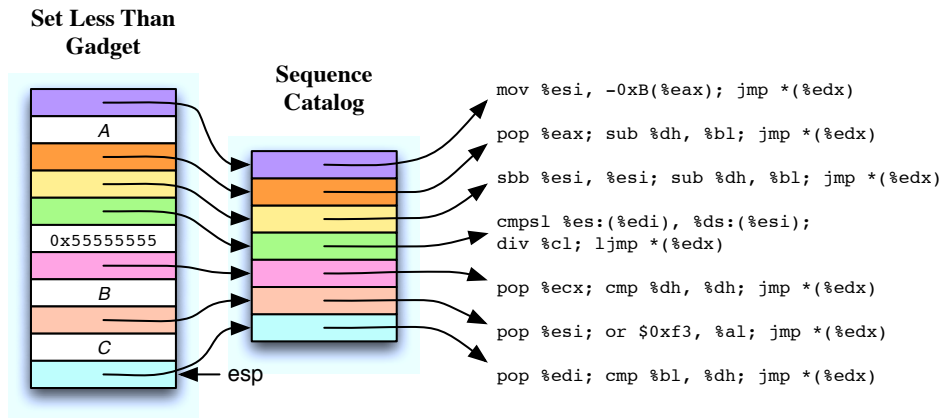 Set Less Than
Gadget
A
0x55555555
B
C
esp
Sequence
Catalog
mov %esi, -0xB(%eax); jmp *(%edx)
pop %eax; sub %dh, %bl; jmp *(%edx)
sbb %esi, %esi; sub %dh, %bl; jmp *(%edx)
cmpsl %es:(%edi), %ds:(%esi);
div %cl; ljmp *(%edx)
pop %ecx; cmp %dh, %dh; jmp *(%edx)
pop %esi; or $0xf3, %al; jmp *(%edx)
pop %edi; cmp %bl, %dh; jmp *(%edx)